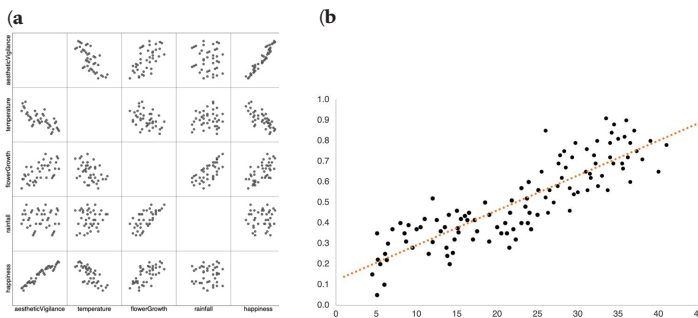 (a
(b)
aestheticVigilance
temperature
flowerGrowth
rainfall
happiness
aestheticVigilance temperature flowerGrowth rainfall happiness
1.0
0.9
0.8
0.7
0.6
0.5
0.4
0.3
0.2
0.1
0.0
0 5 10 15 20 25 30 35 40 45